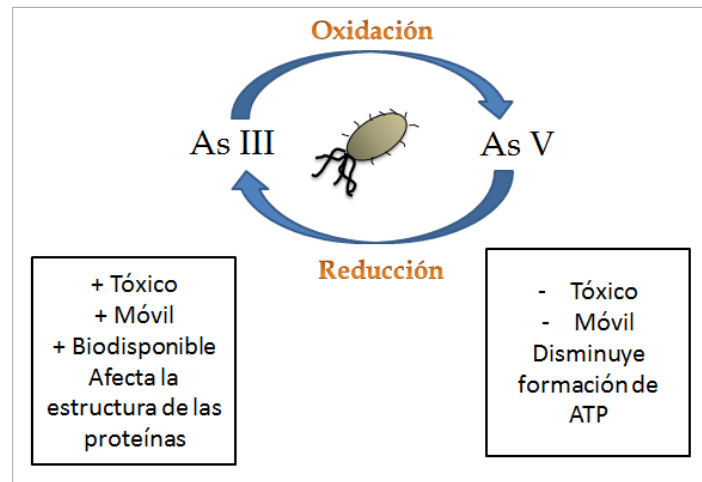 Oxidación
As III
As V
Reducción
+ Tóxico
+ Móvil
+ Biodisponible
Afecta la
estructura de las
proteínas
- Tóxico
- Móvil
Disminuye
formación de
ATP